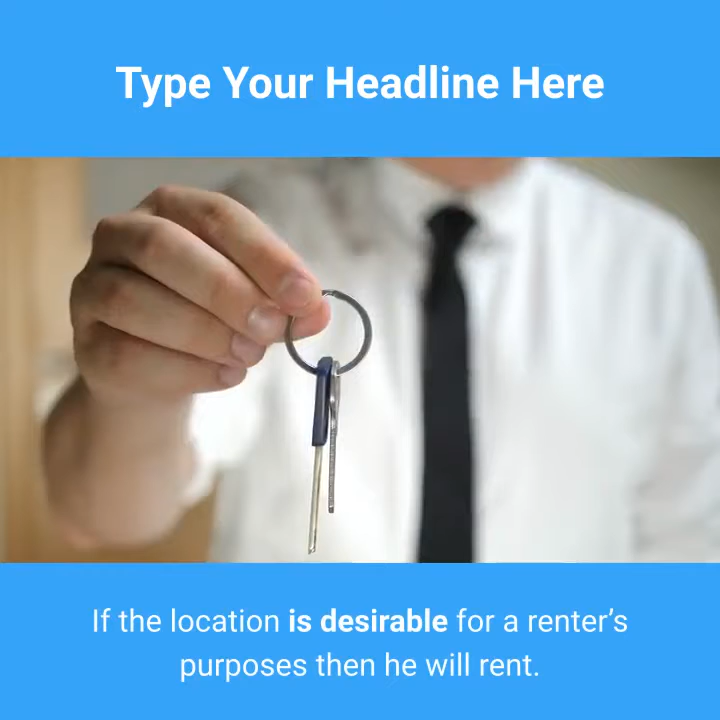 Type Your Headline Here
If the location is desirable for a renter’s
purposes then he will rent.